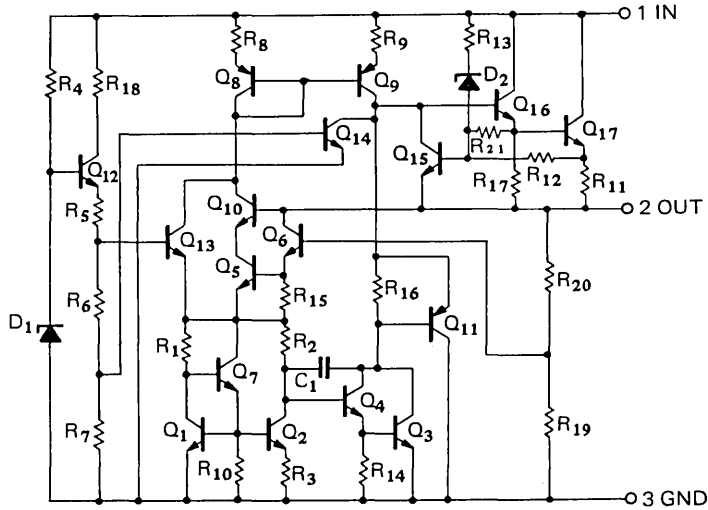 1 IN
R8
R9
R13
R4
R18
D2
Q8
Q9
Q16
Q14
Q17
Q12
Q15
R21
R12
R17
R11
R5
Q10
2 OUT
Q13
Q6
R6
Q5
R20
R15
R16
Q11
D1
R1
R2
Q7
C1
Q4
R7
Q1
Q2
Q3
R19
R10
R3
R14
3 GND